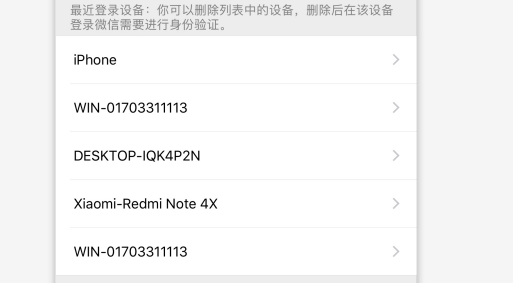 最近登录设备：你可以删除列表中的设备，删除后在该设备
登录微信需要进行身份验证。
iPhone
WIN-01703311113
DESKTOP-IQK4P2N
Xiaomi-Redmi Note 4X
WIN-01703311113